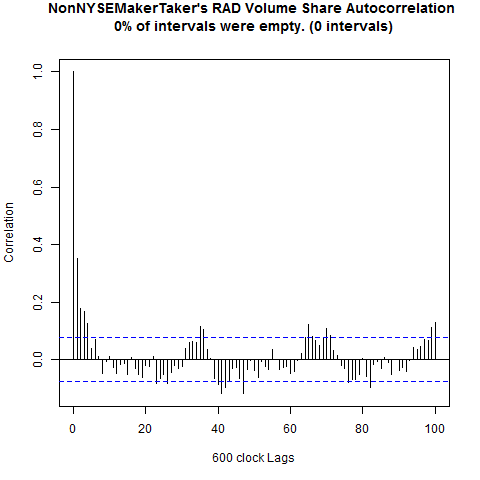 NonNYSEMakerTaker's RAD Volume Share Autocorrelation
0% of intervals were empty. (0 intervals)
1.0
0.8
0.6
0.4
0.2
0.0
Correlation
0 20 40 60 80 100
600 clock Lags